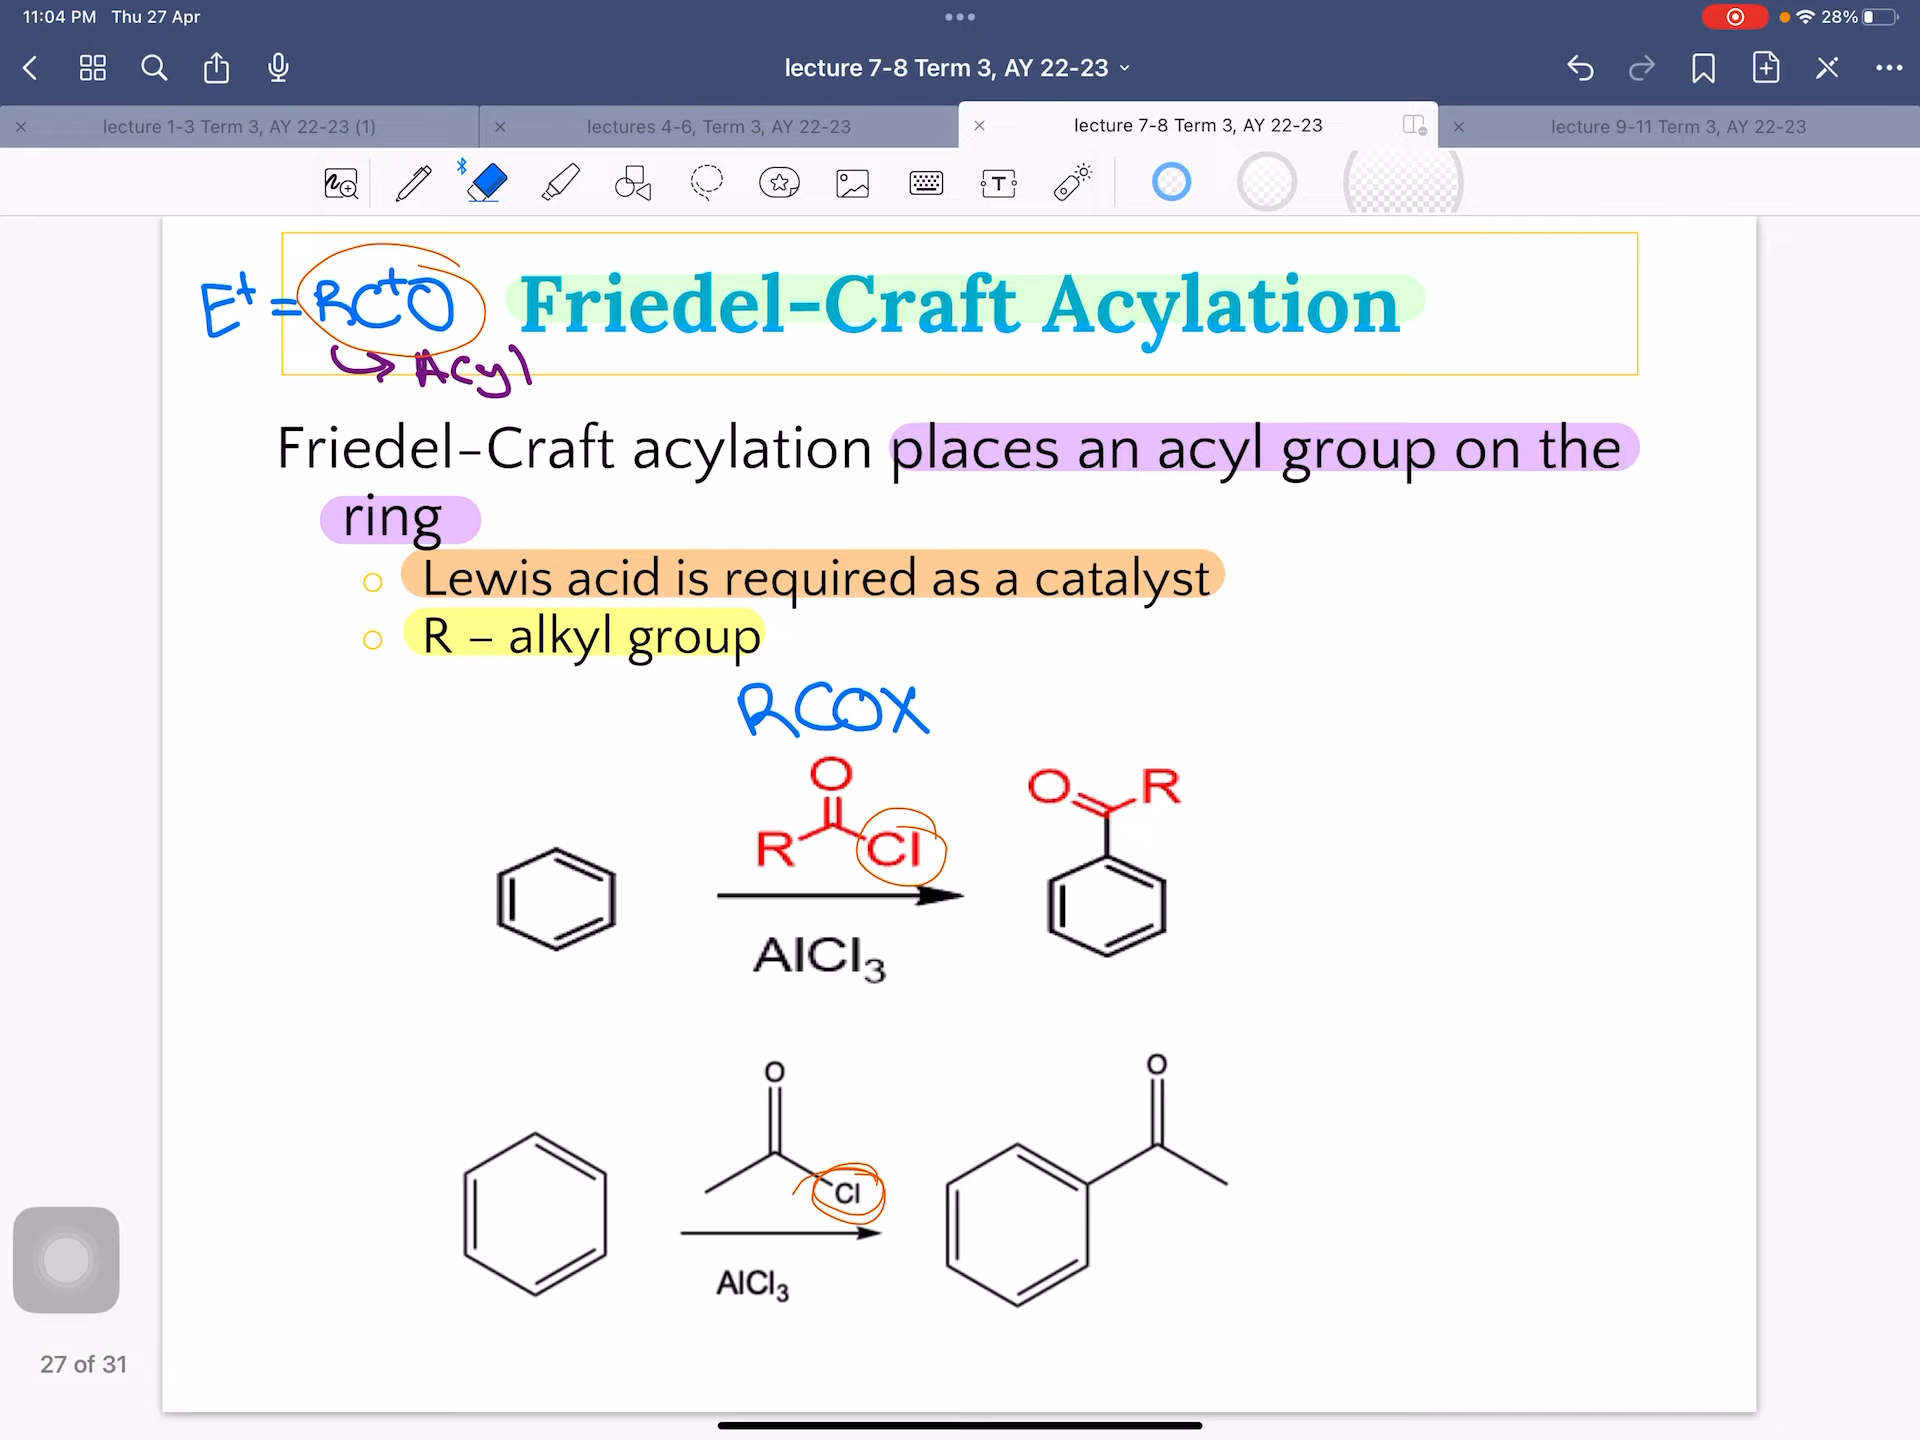 11:04 PM Thu 27 Apr
28%
lecture 7-8 Term 3, AY 22-23
lecture 1-3 Term 3, AY 22-23 (1)
lectures 4-6, Term 3, AY 22-23
lecture 7-8 Term 3, AY 22-23
lecture 9-11 Term 3, AY 22-23
T
E+ = RC+O
Friedel-Craft Acylation
Acyl
Friedel-Craft acylation places an acyl group on the
ring
Lewis acid is required as a catalyst
R – alkyl group
RCOX
O
R Cl
AlCl3
O R
O
Cl
AlCl3
O
27 of 31